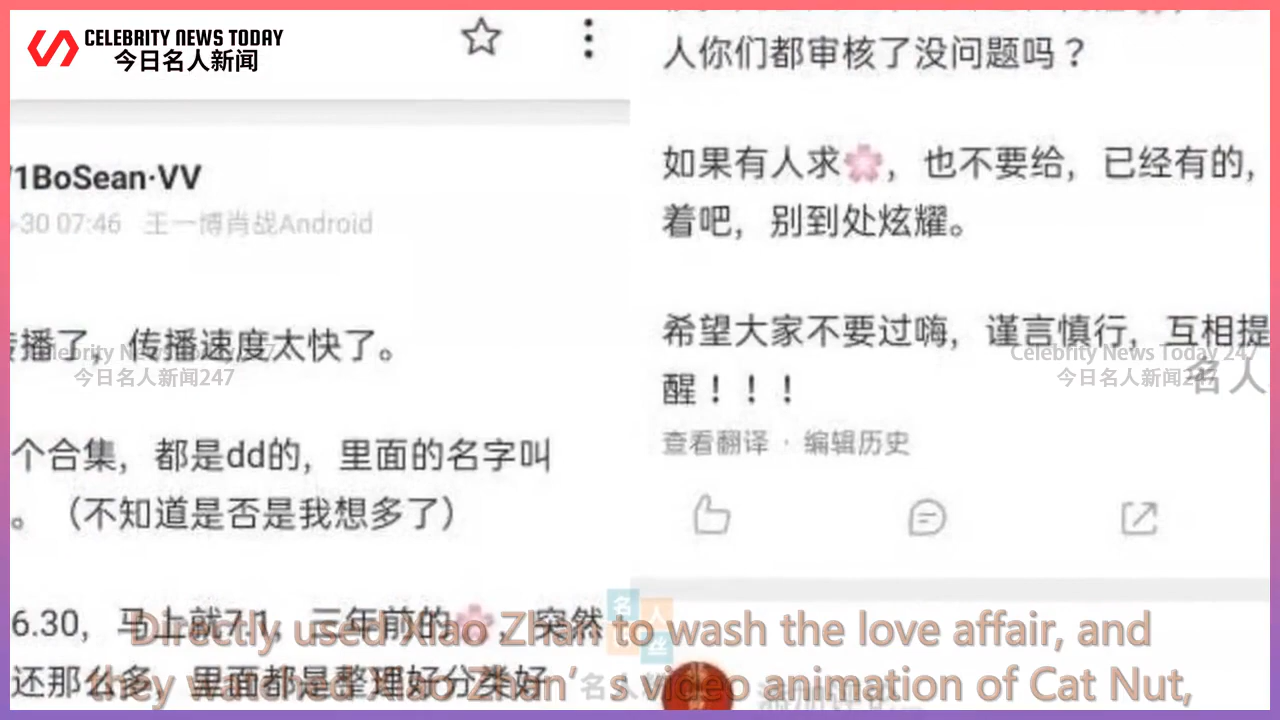 CELEBRITY NEWS TODAY
今日名人新闻
1BoSean·VV
-30 07:46 王一博肖战Android
播了，传播速度太快了。
个合集，都是dd的，里面的名字叫
。（不知道是否是我想多了）
6.30，马上就7.1，三年前的🌸，突然
还那么多，里面都是整理好分类好
人你们都审核了没问题吗？
如果有人求🌸，也不要给，已经有的，
着吧，别到处炫耀。
希望大家不要过嗨，谨言慎行，互相提
醒！！！
查看翻译 · 编辑历史
Celebrity News Today 247
今日名人新闻247
Celebrity News Today 247
今日名人新闻247
名人
名人
丝
名人
Directly used Xiao Zhan to wash the love affair, and
they watched Xiao Zhan's video animation of Cat Nut,